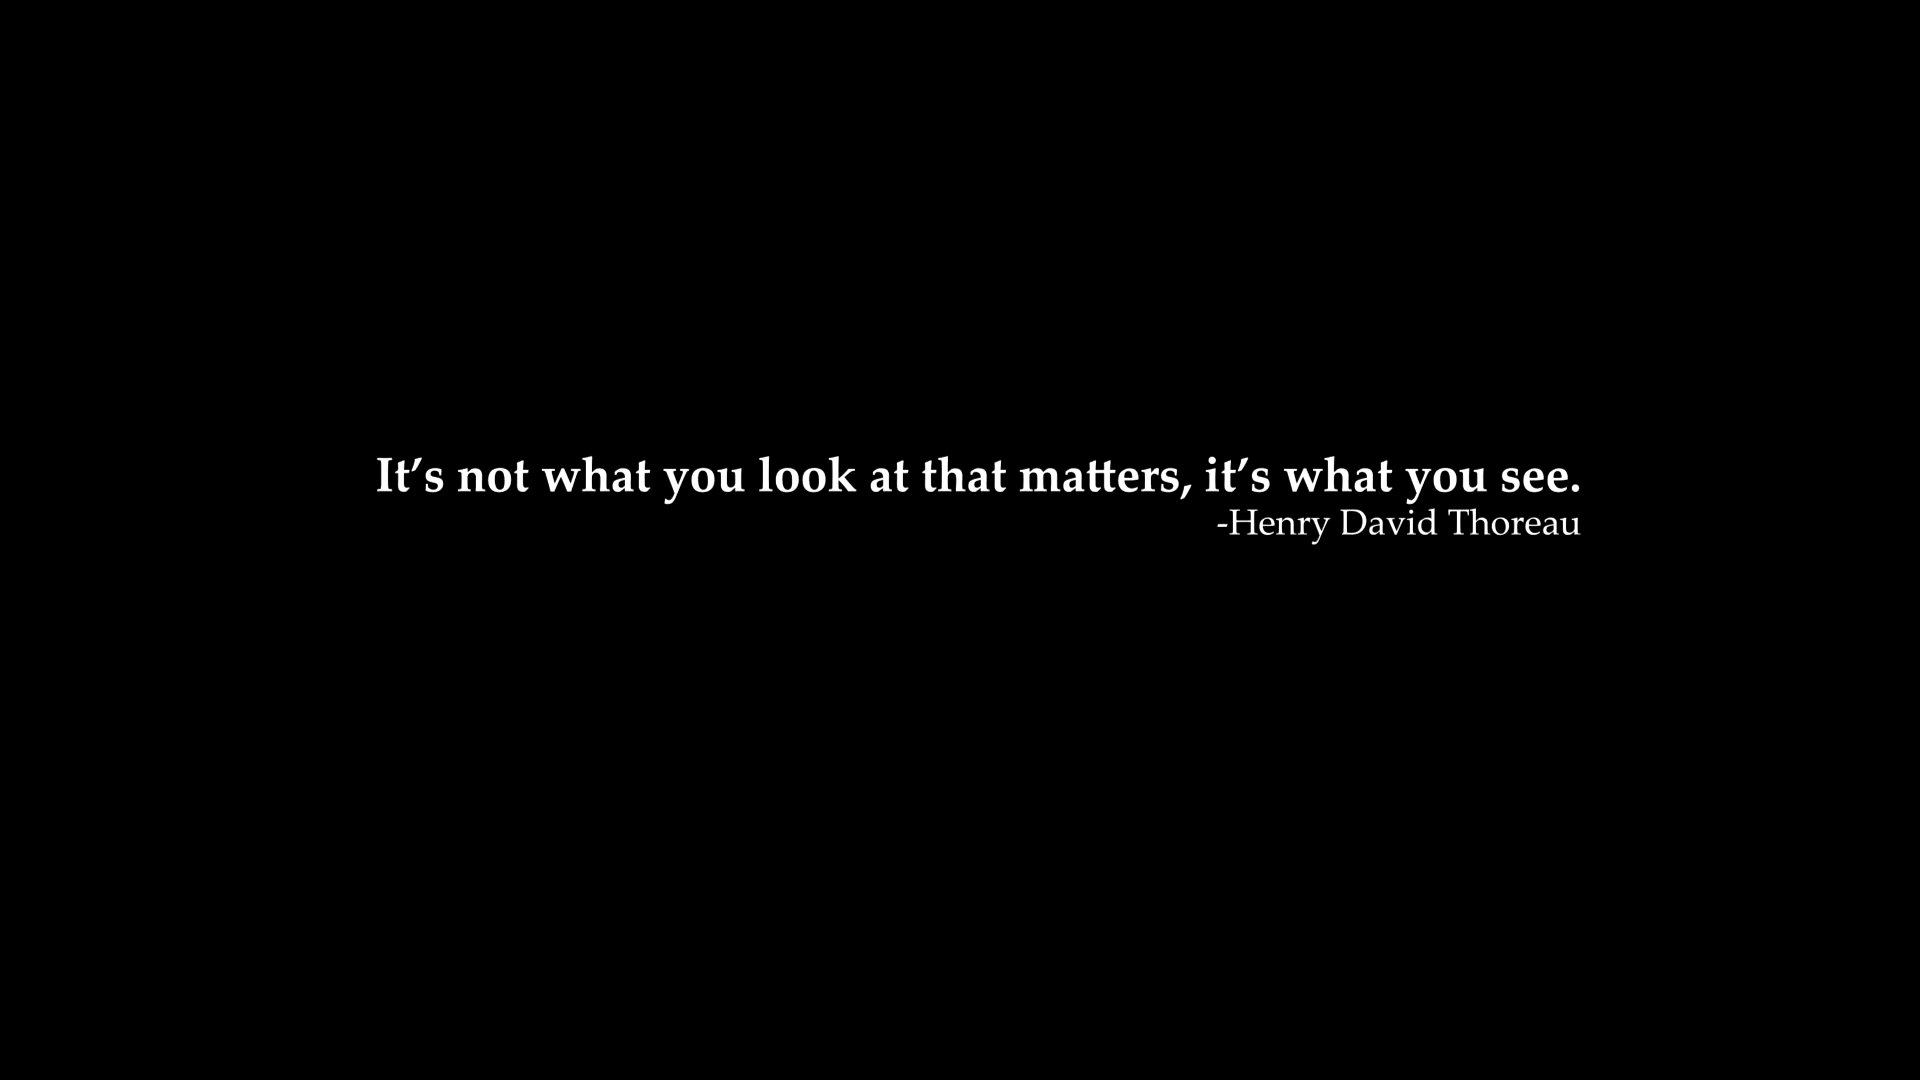 It’s not what you look at that matters, it’s what you see.
-Henry David Thoreau